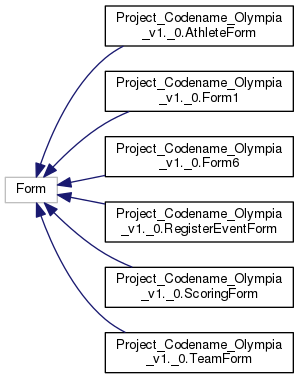 Project_Codename_Olympia
_v1._0.AthleteForm
Project_Codename_Olympia
_v1._0.Form1
Project_Codename_Olympia
_v1._0.Form6
Form
Project_Codename_Olympia
_v1._0.RegisterEventForm
Project_Codename_Olympia
_v1._0.ScoringForm
Project_Codename_Olympia
_v1._0.TeamForm